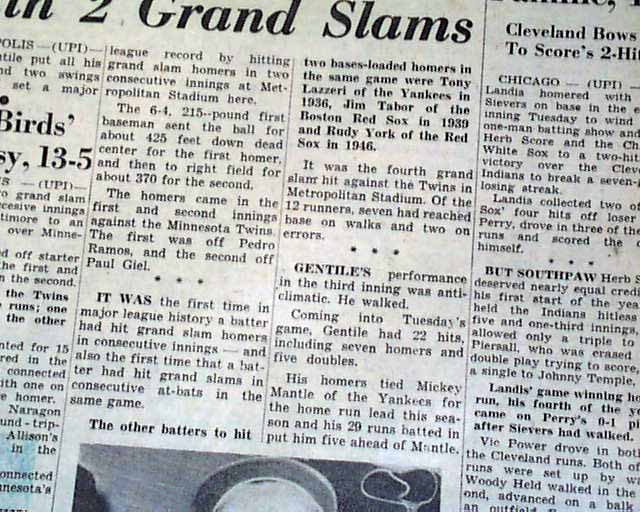 in 2 Grand Slams
POLIS — (UPI) —
ntile put all his
nd two swings
set a major
Birds'
sy, 13-5
IS — (UPI) —
o grand slam
ccesive innings
timore to an
over Minne-
d off starter
he first and
n the second.
the Twins
runs; one
the other
nted for 15
red in the
connected
ith one on
e homer.
Naragon
und-trip-
Allison's
in the
onnected
nesota's
league record by hitting
grand slam homers in two
consecutive innings at Met-
ropolitan Stadium here.
The 6-4, 215--pound first
baseman sent the ball for
about 425 feet down dead
center for the first homer,
and then to right field for
about 370 for the second.
The homers came in the
first and second innings
against the Minnesota Twins.
The first was off Pedro
Ramos, and the second off
Paul Giel.
* * *
IT WAS the first time in
major league history a batter
had hit grand slam homers
in consecutive innings — and
also the first time that a bat-
ter had hit grand slams in
consecutive at-bats in the
same game.
The other batters to hit
two bases-loaded homers in
the same game were Tony
Lazzeri of the Yankees in
1936, Jim Tabor of the
Boston Red Sox in 1939
and Rudy York of the Red
Sox in 1946.
It was the fourth grand
slam hit against the Twins in
Metropolitan Stadium. Of the
12 runners, seven had reached
base on walks and two on
errors.
* * *
GENTILE'S performance
in the third inning was anti-
climatic. He walked.
Coming into Tuesday's
game, Gentile had 22 hits,
including seven homers and
five doubles.
His homers tied Mickey
Mantle of the Yankees for
the home run lead this sea-
son and his 29 runs batted in
put him five ahead of Mantle.
Cleveland Bows
To Score's 2-Hit
CHICAGO — (UPI) —
Landia homered with
Sievers on base in the
inning Tuesday to wind
one-man batting show and
Herb Score and the Ch
White Sox to a two-hit
victory over the Cleve
Indians to break a seven-
losing streak.
Landis collected two of
Sox' four hits off loser
Perry, drove in three of the
runs and scored the o
himself.
* * *
BUT SOUTHPAW Herb S
deserved nearly equal credi
his first start of the yea
held the Indians hitless
five and one-third innings
allowed only a triple to
Piersall, who was erased
double play trying to score,
a single to Johnny Temple.
Landis' game winning ho
run, his fourth of the y
came on Perry's 0-1 pi
after Sievers had walked.
Vic Power drove in both
the Cleveland runs. Both o
runs were set up by w
Woody Held walked in the
ond, advanced on a balk
an outfield